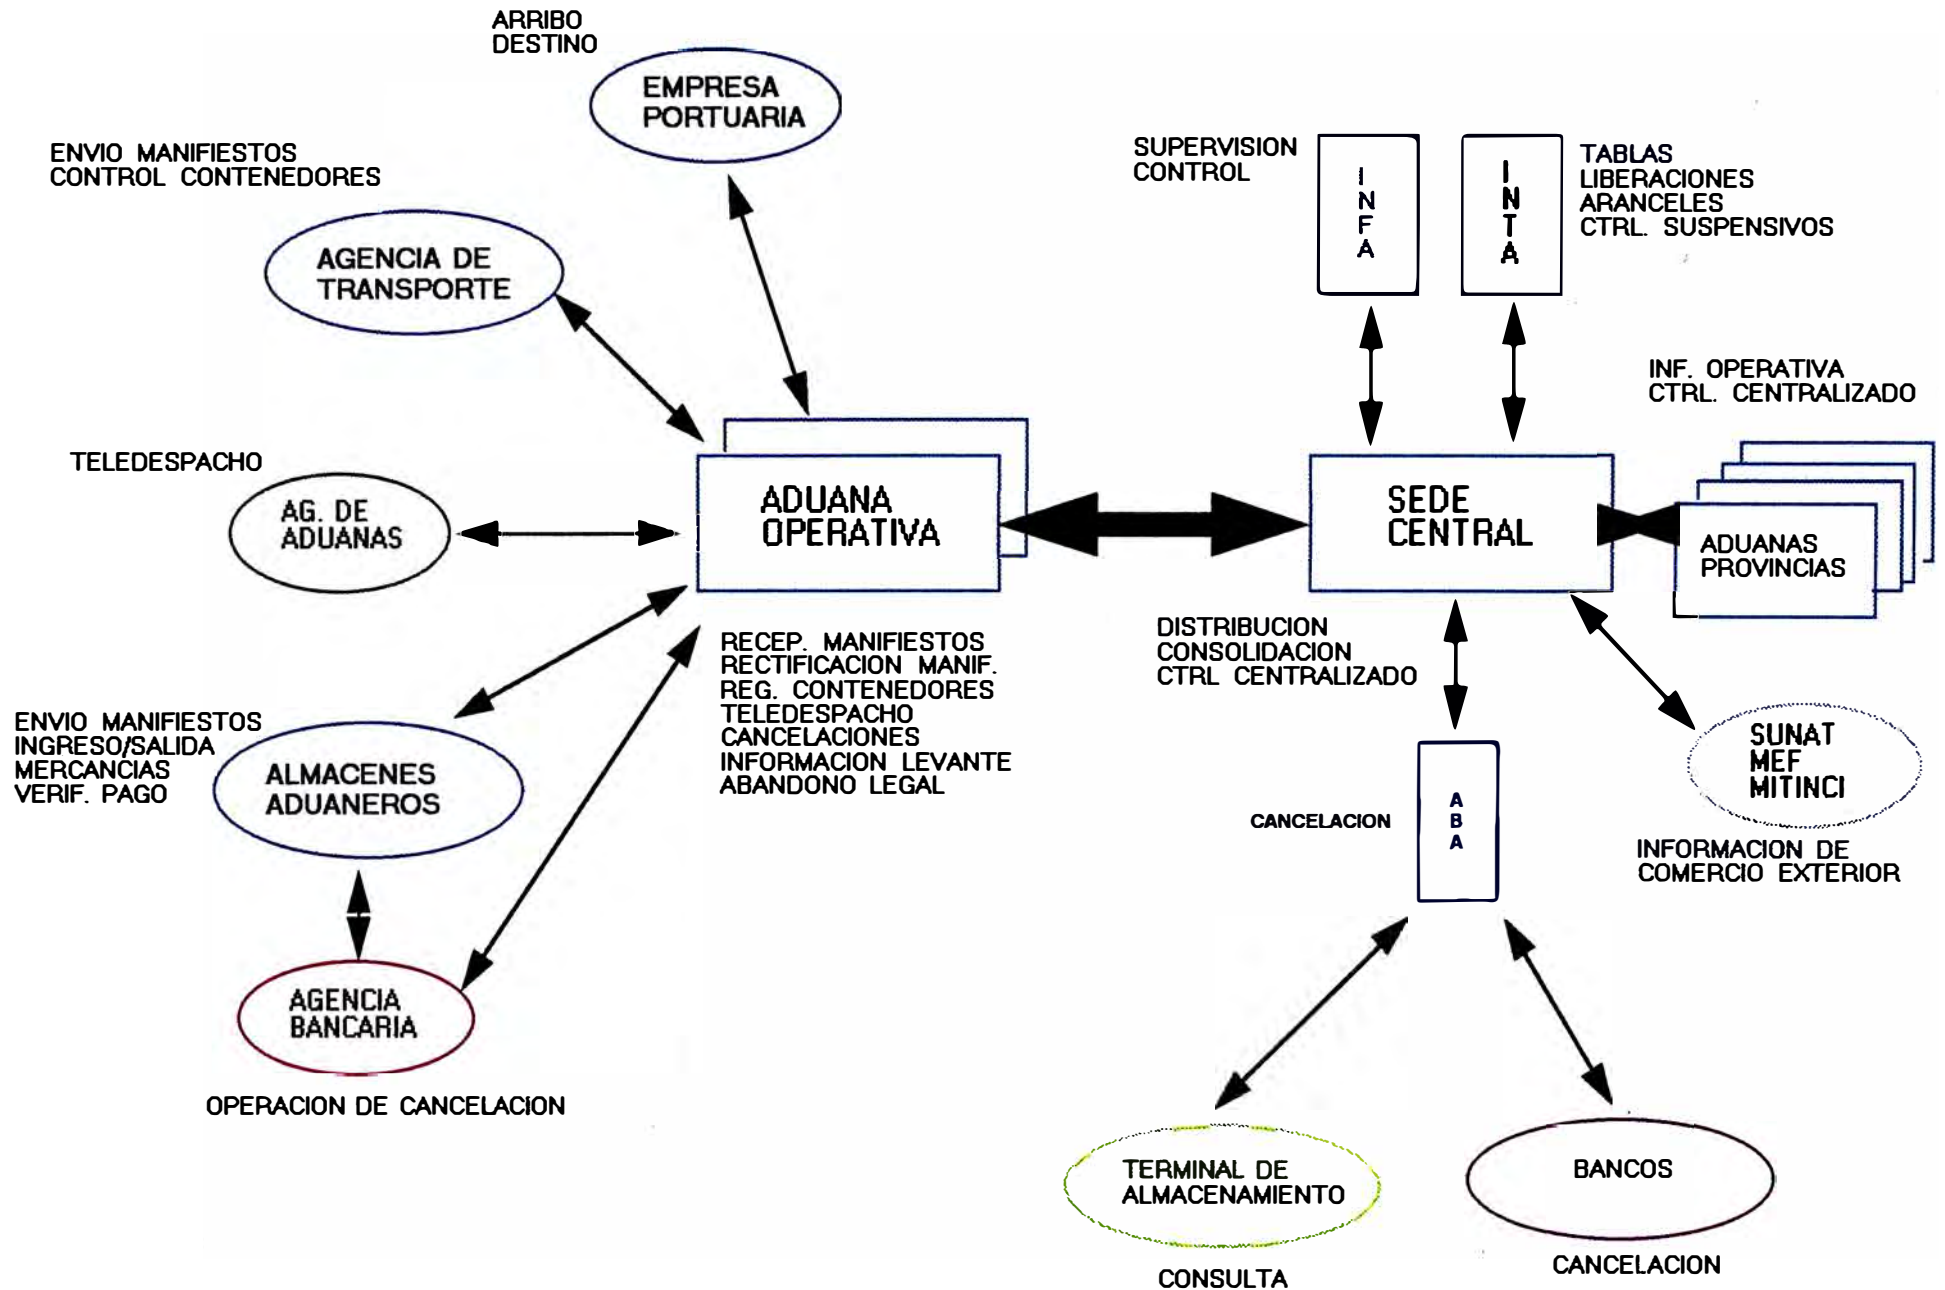 ARRIBO
DESTINO
EMPRESA
PORTUARIA
ENVIO MANIFIESTOS
CONTROL CONTENEDORES
AGENCIA DE
TRANSPORTE
TELEDESPACHO
AG. DE
ADUANAS
ADUANA
OPERATIVA
RECEP. MANIFIESTOS
RECTIFICACION MANIF.
REG. CONTENEDORES
TELEDESPACHO
CANCELACIONES
INFORMACION LEVANTE
ABANDONO LEGAL
ENVIO MANIFIESTOS
INGRESO/SALIDA
MERCANCIAS
VERIF. PAGO
ALMACENES
ADUANEROS
AGENCIA
BANCARIA
OPERACION DE CANCELACION
SUPERVISION
CONTROL
I
N
F
A
I
N
T
A
TABLAS
LIBERACIONES
ARANCELES
CTRL. SUSPENSIVOS
INF. OPERATIVA
CTRL. CENTRALIZADO
SEDE
CENTRAL
ADUANAS
PROVINCIAS
DISTRIBUCION
CONSOLIDACION
CTRL CENTRALIZADO
SUNAT
MEF
MITINCI
INFORMACION DE
COMERCIO EXTERIOR
CANCELACION
A
B
A
TERMINAL DE
ALMACENAMIENTO
CONSULTA
BANCOS
CANCELACION